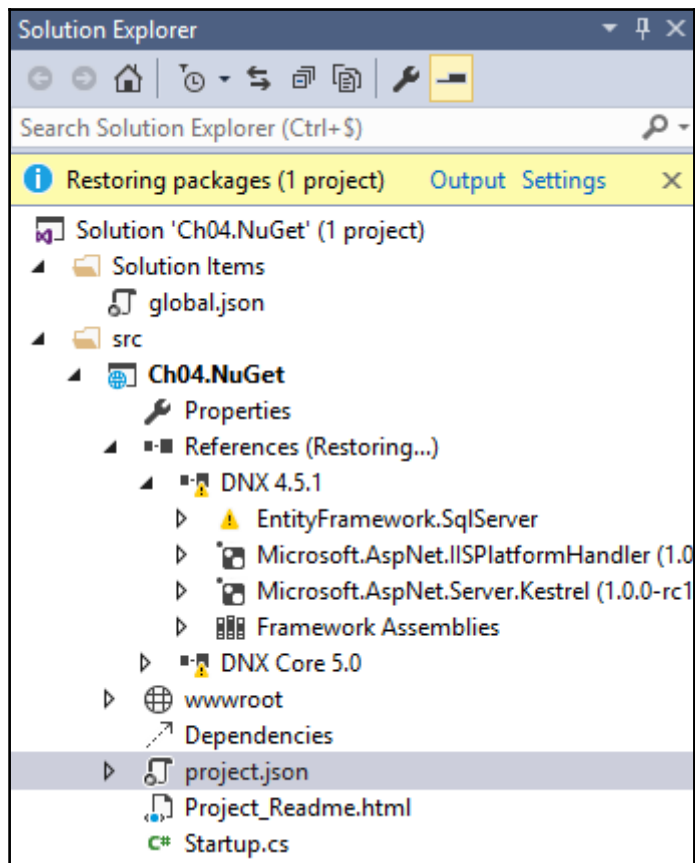 Solution Explorer
Search Solution Explorer (Ctrl+$)
Restoring packages (1 project) Output Settings
Solution 'Ch04.NuGet' (1 project)
Solution Items
global.json
src
Ch04.NuGet
Properties
References (Restoring...)
DNX 4.5.1
EntityFramework.SqlServer
Microsoft.AspNet.IISPlatformHandler (1.0
Microsoft.AspNet.Server.Kestrel (1.0.0-rc1
Framework Assemblies
DNX Core 5.0
wwwroot
Dependencies
project.json
Project_Readme.html
C# Startup.cs